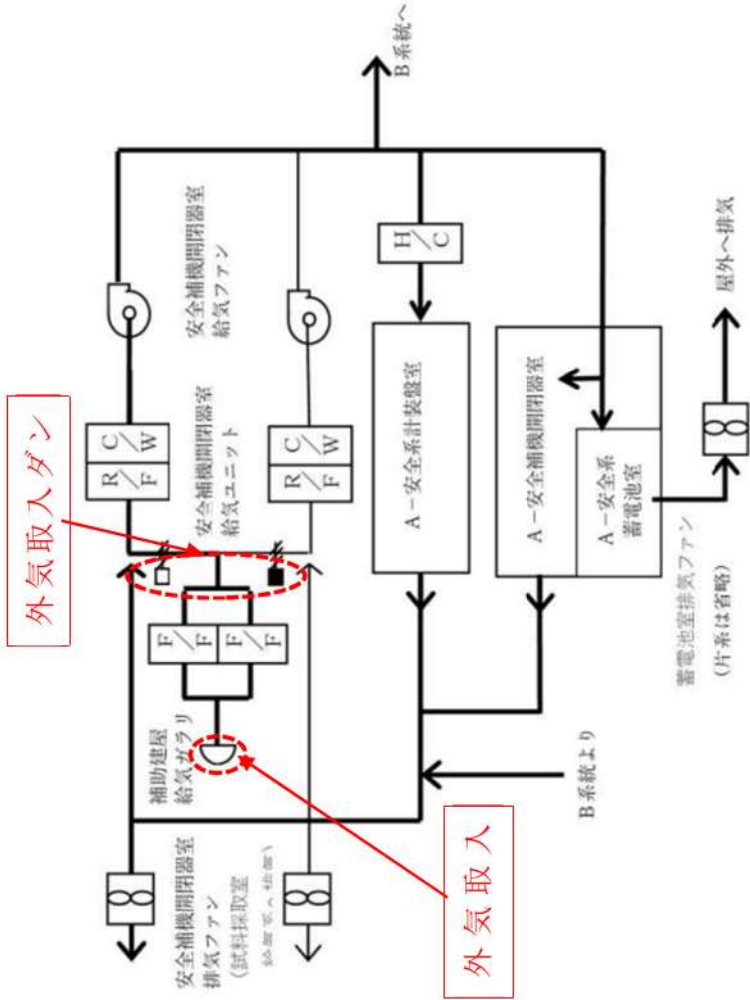 外気取入ダン
外気取入
安全補機開閉器室
給気ファン
安全補機開閉器室
給気ユニット
R/F
C/W
R/F
C/W
F/F
F/F
H/C
補助建屋
給気ガラリ
A-安全系計装盤室
A-安全補機開閉器室
A-安全系
蓄電池室
B系統へ
B系統より
屋外へ排気
蓄電池室排気ファン
(片系は省略)
安全補機開閉器室
排気ファン
(試料採取室